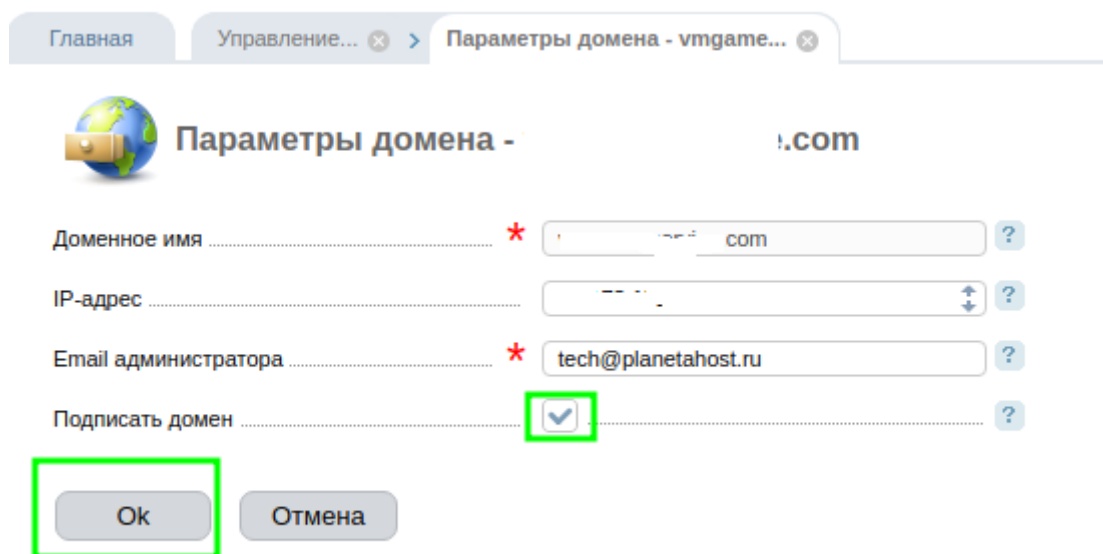 Главная Управление... > Параметры домена - vmgame...
Параметры домена - .com
Доменное имя * com ?
IP-адрес ?
Email администратора * tech@planetahost.ru ?
Подписать домен ?
Ok Отмена